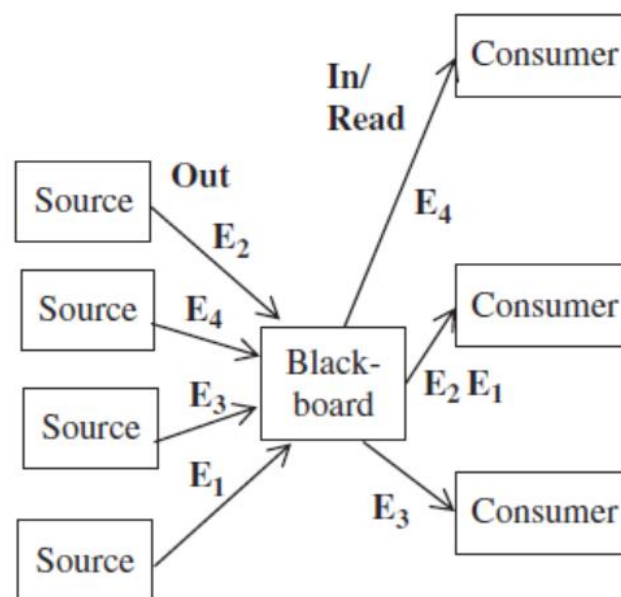 Consumer
In/
Read
Out
Source
E₂
E₄
Source
E₄
Consumer
Black-
board
E₂ E₁
E₃
Source
E₁
E₃
Consumer
Source